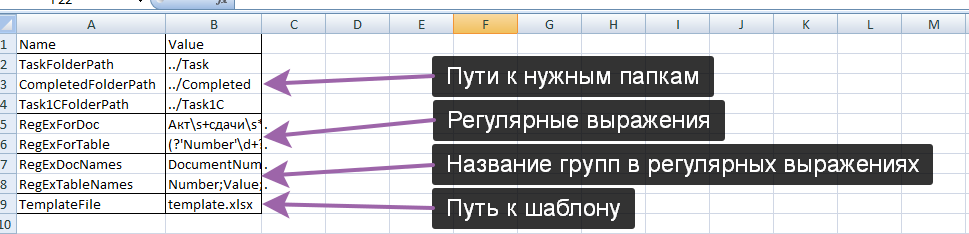 A B C D E F G H I J K L M
1 Name Value
2 TaskFolderPath ../Task
3 CompletedFolderPath ../Completed
4 Task1CFolderPath ../Task1C
5 RegExForDoc Акт\s+сдачи\s*
6 RegExForTable (?'Number'\d+
7 RegExDocNames DocumentNum
8 RegExTableNames Number;Value;
9 TemplateFile template.xlsx
10
Пути к нужным папкам
Регулярные выражения
Название групп в регулярных выражениях
Путь к шаблону